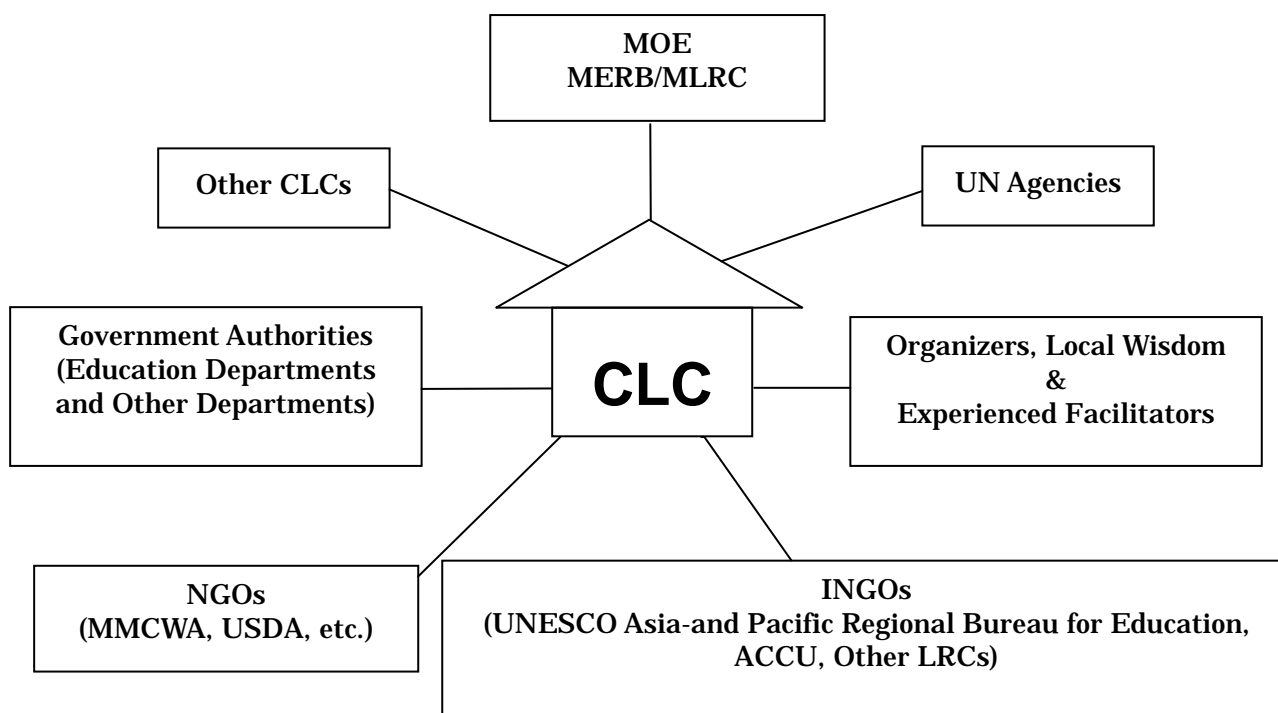 MOE
MERB/MLRC
Other CLCs
UN Agencies
Government Authorities
(Education Departments
and Other Departments)
CLC
Organizers, Local Wisdom
&
Experienced Facilitators
NGOs
(MMCWA, USDA, etc.)
INGOs
(UNESCO Asia-and Pacific Regional Bureau for Education,
ACCU, Other LRCs)